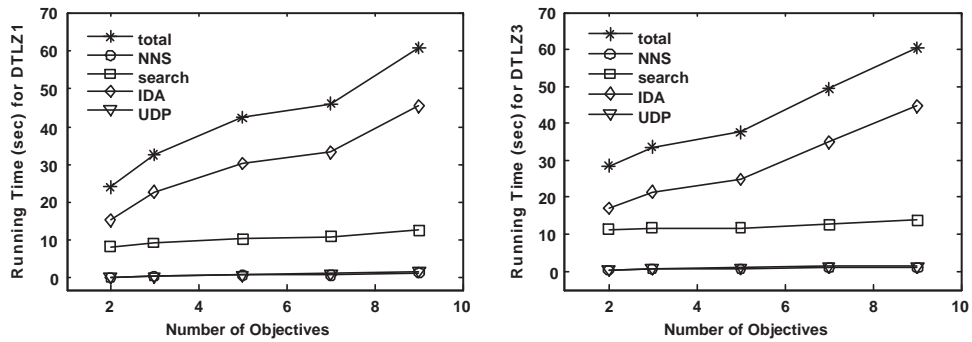 Running Time (sec) for DTLZ1
70
60
50
40
30
20
10
0
total
NNS
search
IDA
UDP
2
4
6
8
10
Number of Objectives
Running Time (sec) for DTLZ3
70
60
50
40
30
20
10
0
total
NNS
search
IDA
UDP
2
4
6
8
10
Number of Objectives